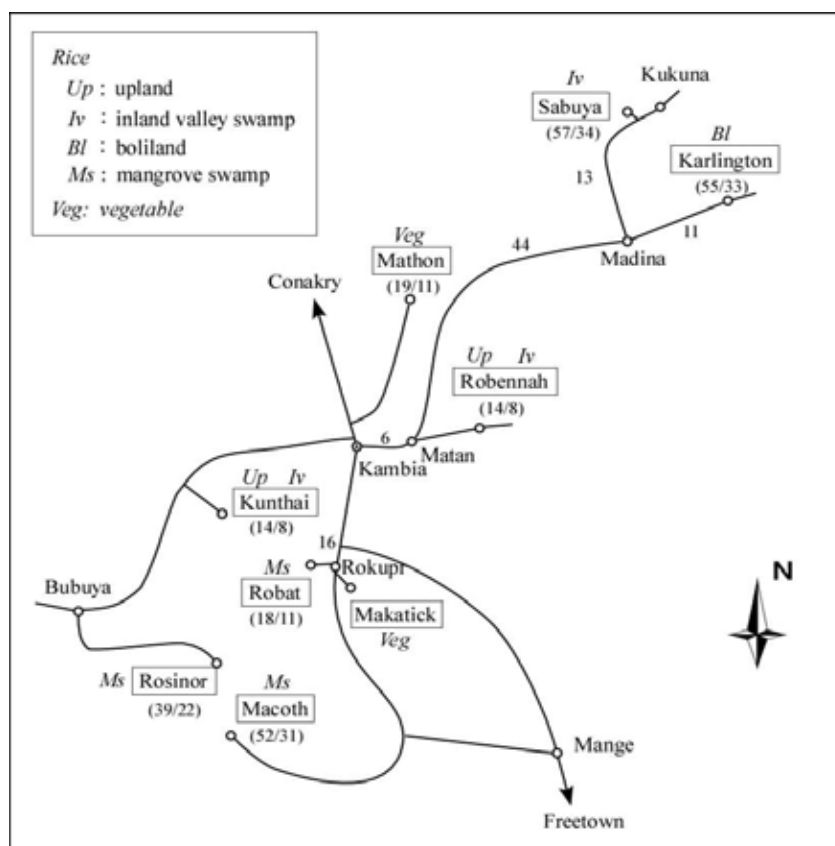 Rice
Up : upland
Iv : inland valley swamp
Bl : boliland
Ms : mangrove swamp
Veg: vegetable
Iv
Kukuna
Sabuya
(57/34)
Bl
Karlington
(55/33)
13
11
Madina
44
Veg
Mathon
(19/11)
Conakry
Up Iv
Robennah
(14/8)
6
Matan
Kambia
Up Iv
Kunthai
(14/8)
16
Rokupr
Ms
Robat
(18/11)
Makatick
Veg
Bubuya
N
Ms Rosinor
(39/22)
Ms
Macoth
(52/31)
Mange
Freetown